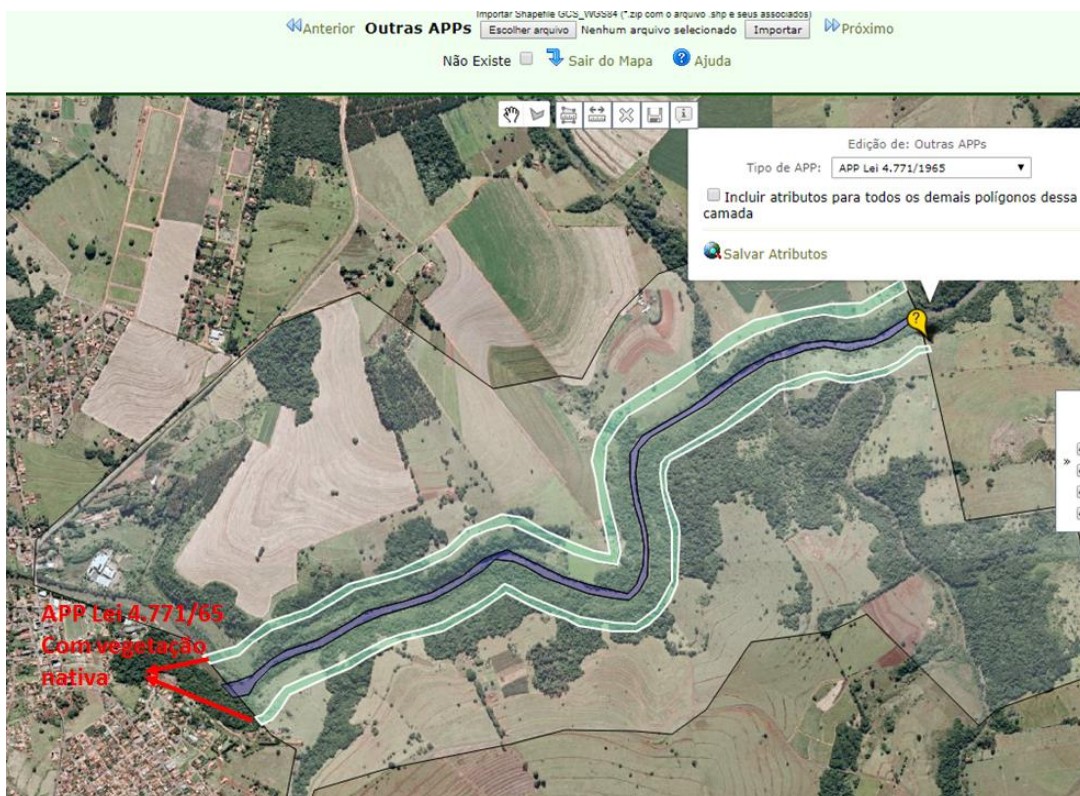 Importar Shapefile GCS_WGS84 (*.zip com o arquivo .shp e seus associados)
Anterior Outras APPs Escolher arquivo Nenhum arquivo selecionado Importar Próximo
Não Existe Sair do Mapa Ajuda
Edição de: Outras APPs
Tipo de APP: APP Lei 4.771/1965
Incluir atributos para todos os demais polígonos dessa
camada
Salvar Atributos
?
»
APP Lei 4.771/65
Com vegetação
nativa